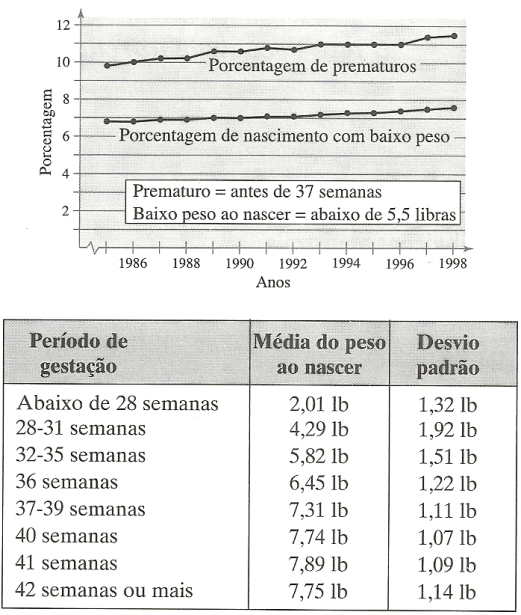 12
10
8
6
4
2
Porcentagem
Porcentagem de prematuros
Porcentagem de nascimento com baixo peso
Prematuro = antes de 37 semanas
Baixo peso ao nascer = abaixo de 5,5 libras
1986 1988 1990 1992 1994 1996 1998
Anos
Período de gestação Média do peso ao nascer Desvio padrão
Abaixo de 28 semanas 2,01 lb 1,32 lb
28-31 semanas 4,29 lb 1,92 lb
32-35 semanas 5,82 lb 1,51 lb
36 semanas 6,45 lb 1,22 lb
37-39 semanas 7,31 lb 1,11 lb
40 semanas 7,74 lb 1,07 lb
41 semanas 7,89 lb 1,09 lb
42 semanas ou mais 7,75 lb 1,14 lb